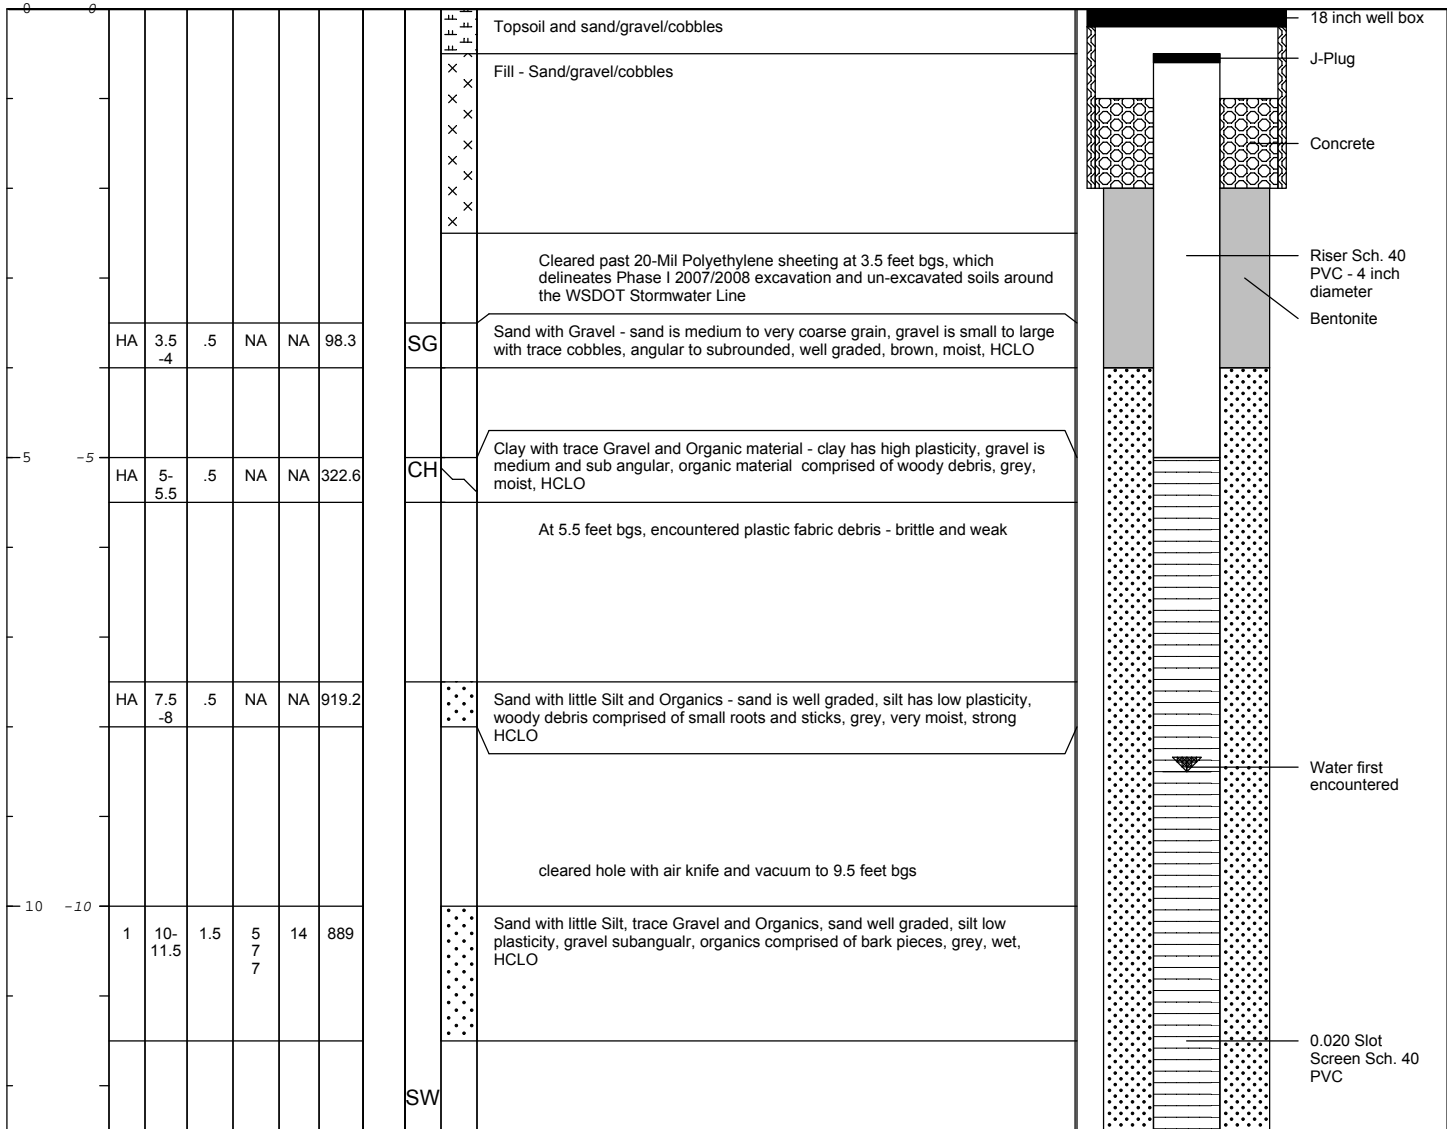 0 0
Topsoil and sand/gravel/cobbles
18 inch well box
J-Plug
Fill - Sand/gravel/cobbles
Concrete
Cleared past 20-Mil Polyethylene sheeting at 3.5 feet bgs, which
delineates Phase I 2007/2008 excavation and un-excavated soils around
the WSDOT Stormwater Line
Riser Sch. 40
PVC - 4 inch
diameter
Bentonite
HA 3.5 .5 NA NA 98.3 SG
-4
Sand with Gravel - sand is medium to very coarse grain, gravel is small to large
with trace cobbles, angular to subrounded, well graded, brown, moist, HCLO
5 -5
HA 5- .5 NA NA 322.6 CH
5.5
Clay with trace Gravel and Organic material - clay has high plasticity, gravel is
medium and sub angular, organic material comprised of woody debris, grey,
moist, HCLO
At 5.5 feet bgs, encountered plastic fabric debris - brittle and weak
HA 7.5 .5 NA NA 919.2
-8
Sand with little Silt and Organics - sand is well graded, silt has low plasticity,
woody debris comprised of small roots and sticks, grey, very moist, strong
HCLO
Water first
encountered
cleared hole with air knife and vacuum to 9.5 feet bgs
10 -10
1 10- 1.5 5 14 889
11.5 7
7
Sand with little Silt, trace Gravel and Organics, sand well graded, silt low
plasticity, gravel subangualr, organics comprised of bark pieces, grey, wet,
HCLO
0.020 Slot
Screen Sch. 40
PVC
SW